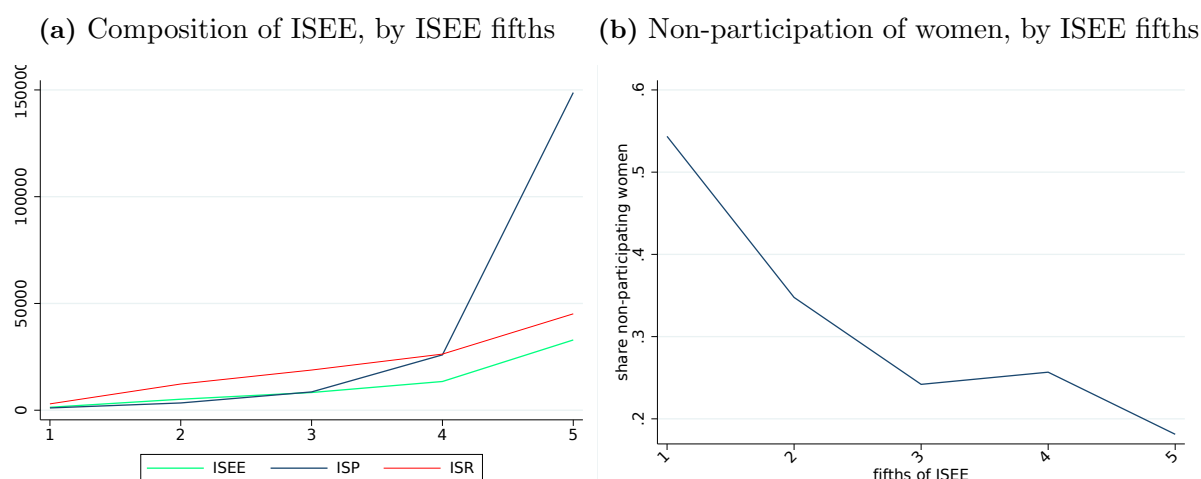 (a) Composition of ISEE, by ISEE fifths
150000
100000
50000
0
1 2 3 4 5
ISEE ISP ISR
(b) Non-participation of women, by ISEE fifths
share non-participating women
.6
.5
.4
.3
.2
1 2 3 4 5
fifths of ISEE